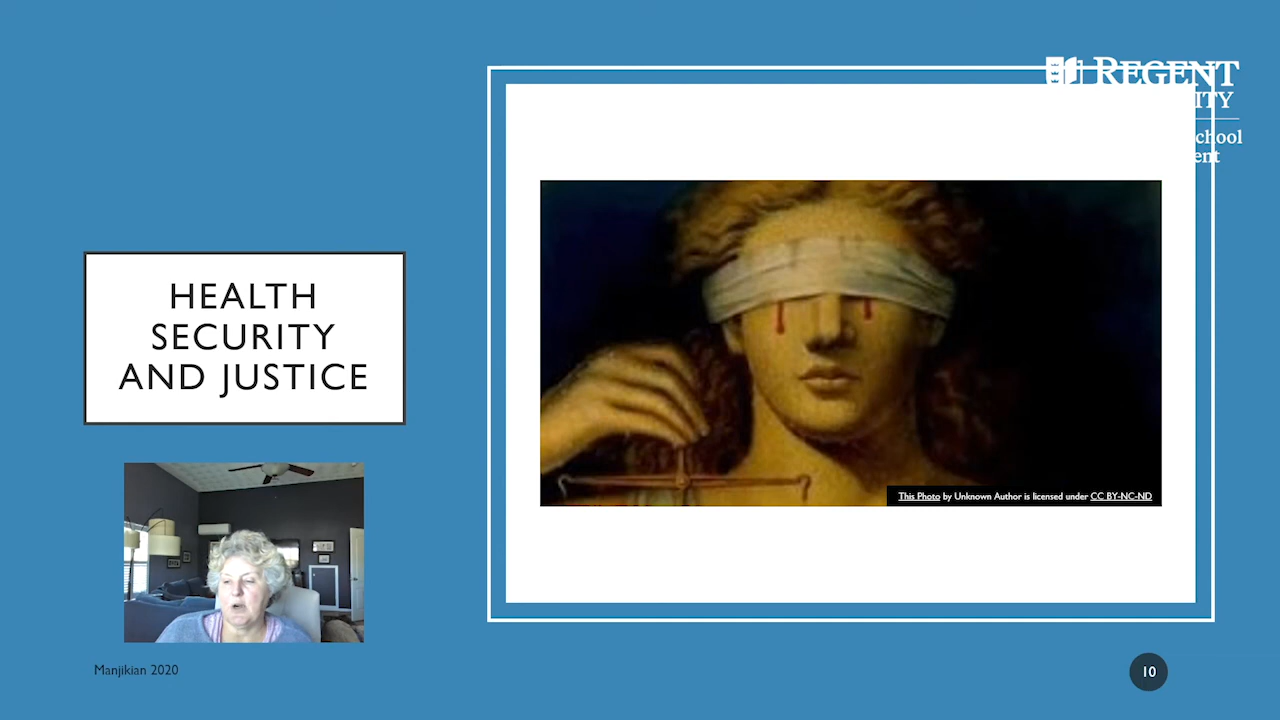 REGENT
ITY
chool
ent
HEALTH
SECURITY
AND JUSTICE
This Photo by Unknown Author is licensed under CC BY-NC-ND
Manjikian 2020
10